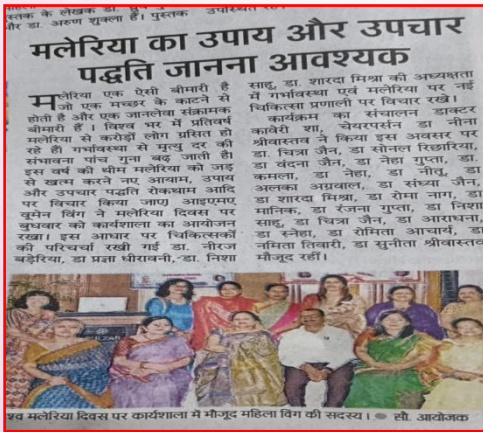 स्तक के लेखक डा.
और डा. अरुण शुक्ला हैं। पुस्तक
मलेरिया का उपाय और उपचार
पद्धति जानना आवश्यक
मलेरिया एक ऐसी बीमारी है
जो एक मच्छर के काटने से
होती है और एक जानलेवा संक्रामक
बीमारी हैं । विश्व भर में प्रतिवर्ष
मलेरिया से करोड़ों लोग ग्रसित हो
रहे हैं। गर्भावस्था से मृत्यु दर की
संभावना पांच गुना बढ़ जाती है।
इस वर्ष की थीम मलेरिया को जड़
से खत्म करने नए आयाम, उपाय
और उपचार पद्धति रोकथाम आदि
पर विचार किया जाए। आइएमए
वूमेन विंग ने मलेरिया दिवस पर
बुधवार को कार्यशाला का आयोजन
रखा। इस आधार पर चिकित्सकों
की परिचर्चा रखी गई डा. नीरज
बड़ेरिया, डा प्रज्ञा धीरावनी, डा. निशा
साहू, डा. शारदा मिश्रा की अध्यक्षता
में गर्भावस्था एवं मलेरिया पर नई
चिकित्सा प्रणाली पर विचार रखे।
कार्यक्रम का संचालन डाक्टर
कावेरी शा, चेयरपर्सन डा नीना
श्रीवास्तव ने किया इस अवसर पर
डा. चित्रा जैन, डा सोनल रिछारिया,
डा वंदना जैन, डा नेहा गुप्ता, डा.
कमला, डा नेहा, डा नीतू, डा
अलका अग्रवाल, डा संध्या जैन,
डा शारदा मिश्रा, डा रोमा नाग, डा
मानिक, डा रंजना गुप्ता, डा निशा
साहू, डा चित्रा जैन, डा आराधना,
डा स्नेहा, डा रोमिता आचार्य, डा
नमिता तिवारी, डा सुनीता श्रीवास्तव
मौजूद रहीं।
श्व मलेरिया दिवस पर कार्यशाला में मौजूद महिला विंग की सदस्य। ● सौ. आयोजक